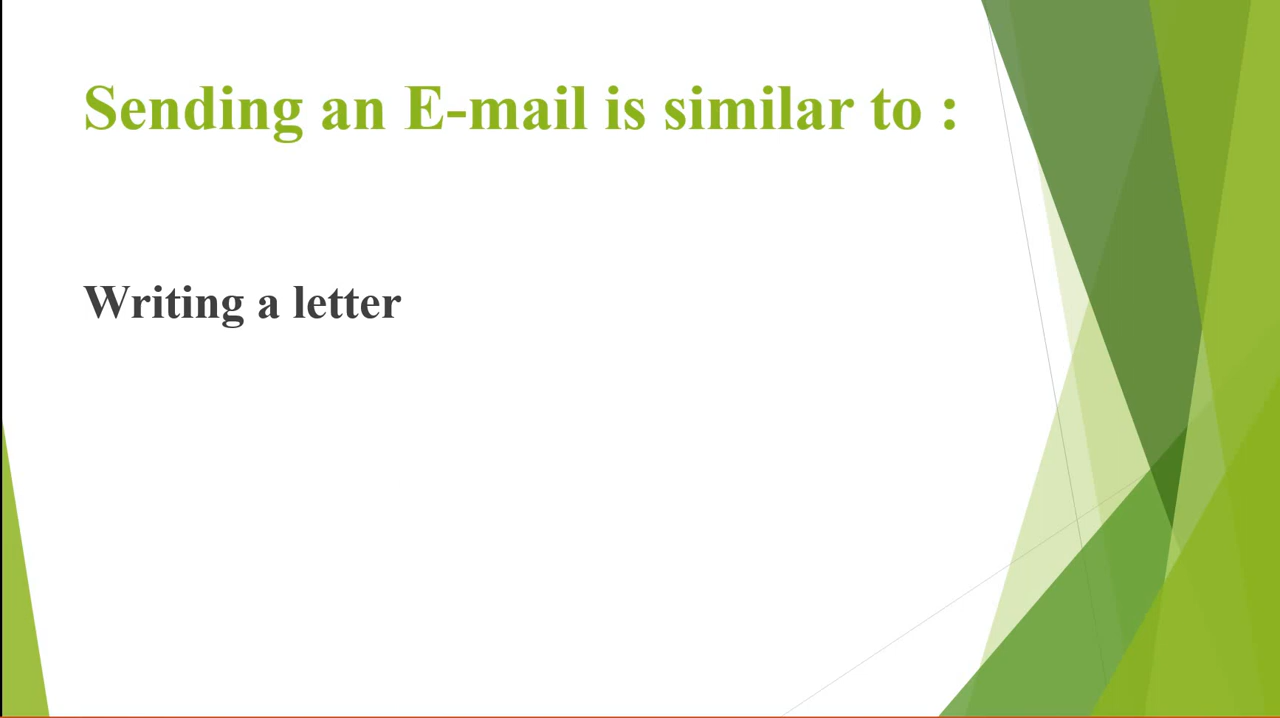 Sending an E-mail is similar to :
Writing a letter